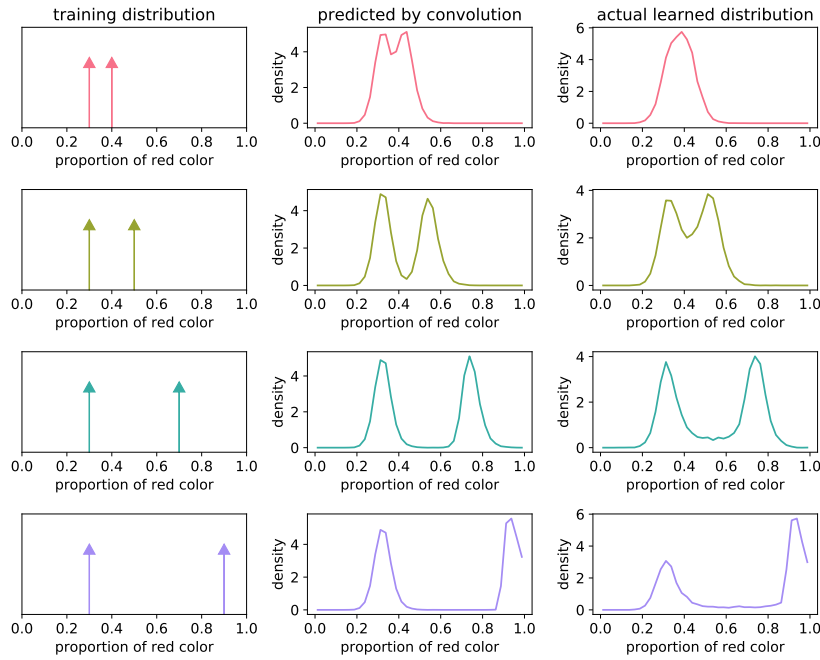 training distribution predicted by convolution actual learned distribution
density 4 2 0
density 6 4 2 0
0.0 0.2 0.4 0.6 0.8 1.0 0.0 0.2 0.4 0.6 0.8 1.0 0.0 0.2 0.4 0.6 0.8 1.0
proportion of red color proportion of red color proportion of red color
density 4 2 0
density 4 2 0
0.0 0.2 0.4 0.6 0.8 1.0 0.0 0.2 0.4 0.6 0.8 1.0 0.0 0.2 0.4 0.6 0.8 1.0
proportion of red color proportion of red color proportion of red color
density 4 2 0
density 4 2 0
0.0 0.2 0.4 0.6 0.8 1.0 0.0 0.2 0.4 0.6 0.8 1.0 0.0 0.2 0.4 0.6 0.8 1.0
proportion of red color proportion of red color proportion of red color
density 4 2 0
density 6 4 2 0
0.0 0.2 0.4 0.6 0.8 1.0 0.0 0.2 0.4 0.6 0.8 1.0 0.0 0.2 0.4 0.6 0.8 1.0
proportion of red color proportion of red color proportion of red color